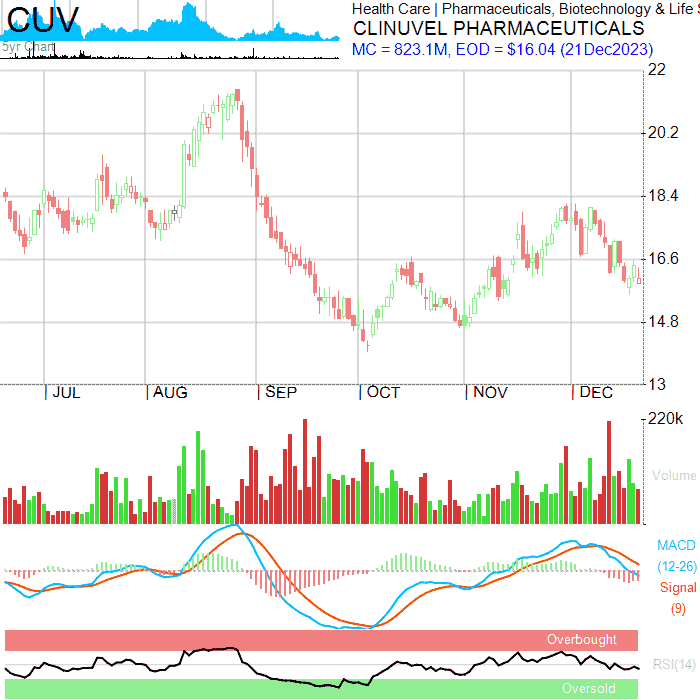 CUV
5yr Chart
Health Care | Pharmaceuticals, Biotechnology & Life S
CLINUVEL PHARMACEUTICALS
MC = 823.1M, EOD = $16.04 (21Dec2023)
22
20.2
18.4
16.6
14.8
13
JUL AUG SEP OCT NOV DEC
220k
Volume
MACD
(12-26)
Signal
(9)
Overbought
RSI(14)
Oversold